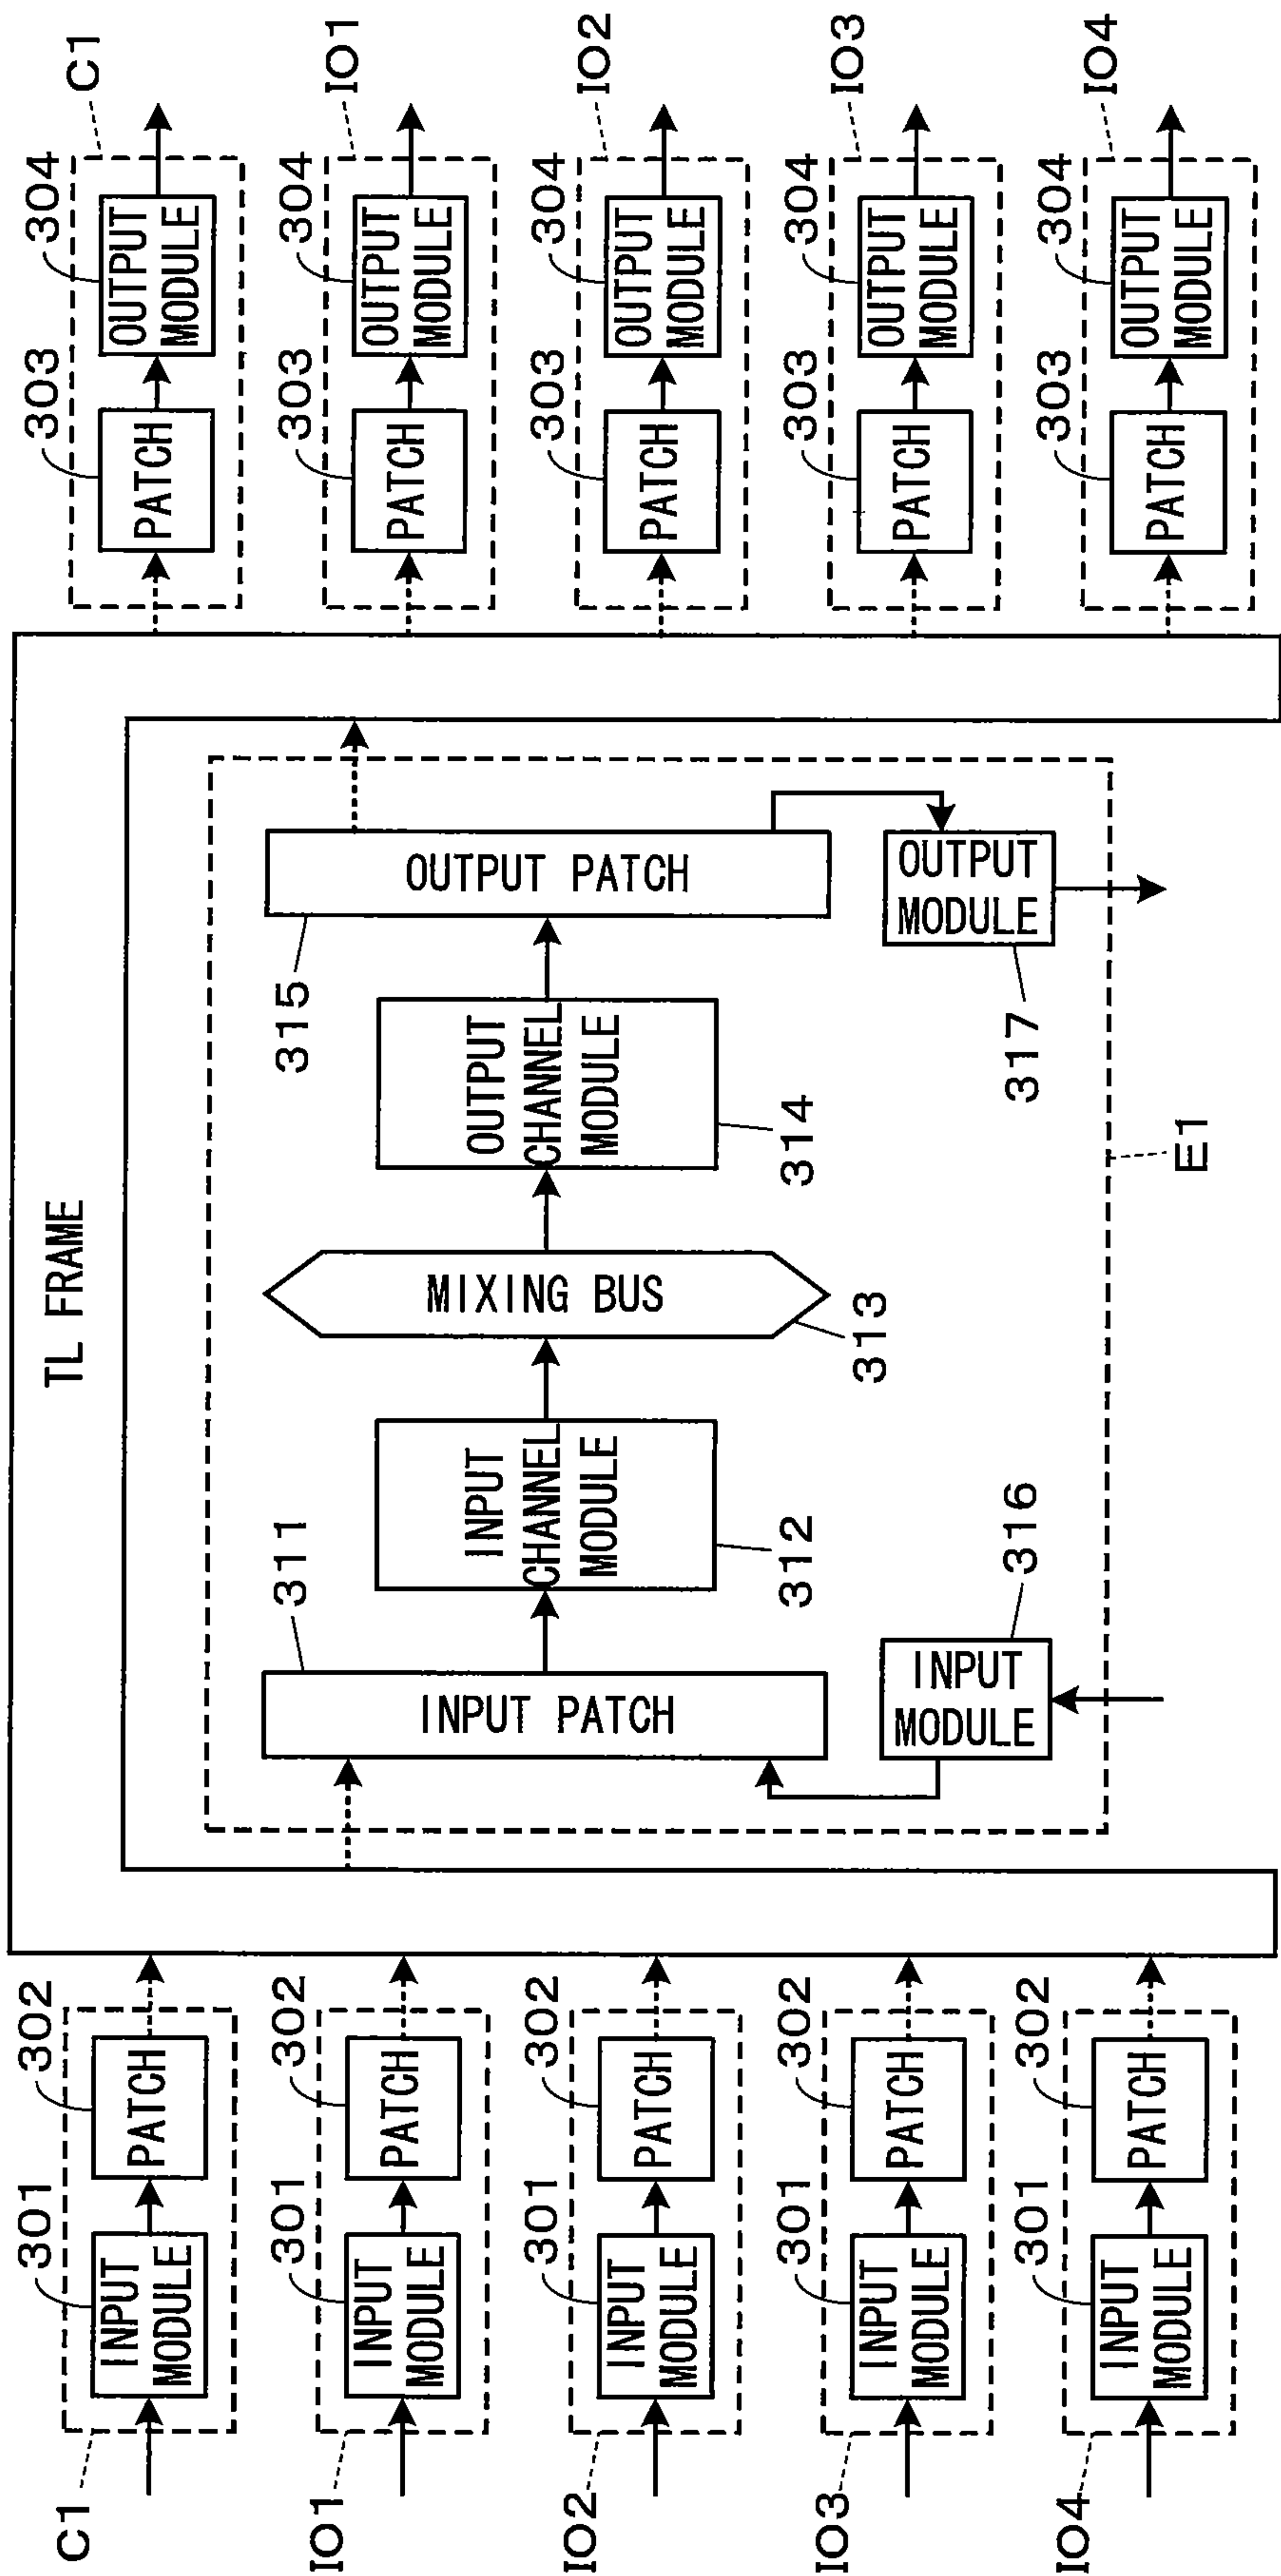 C1
301
302
INPUT
MODULE
PATCH
IO1
301
302
INPUT
MODULE
PATCH
IO2
301
302
INPUT
MODULE
PATCH
IO3
301
302
INPUT
MODULE
PATCH
IO4
301
302
INPUT
MODULE
PATCH
TL FRAME
311
INPUT PATCH
INPUT
CHANNEL
MODULE
312
MIXING BUS
313
OUTPUT
CHANNEL
MODULE
314
315
OUTPUT PATCH
INPUT
MODULE
316
OUTPUT
MODULE
317
E1
303
304
C1
PATCH
OUTPUT
MODULE
303
304
IO1
PATCH
OUTPUT
MODULE
303
304
IO2
PATCH
OUTPUT
MODULE
303
304
IO3
PATCH
OUTPUT
MODULE
303
304
IO4
PATCH
OUTPUT
MODULE